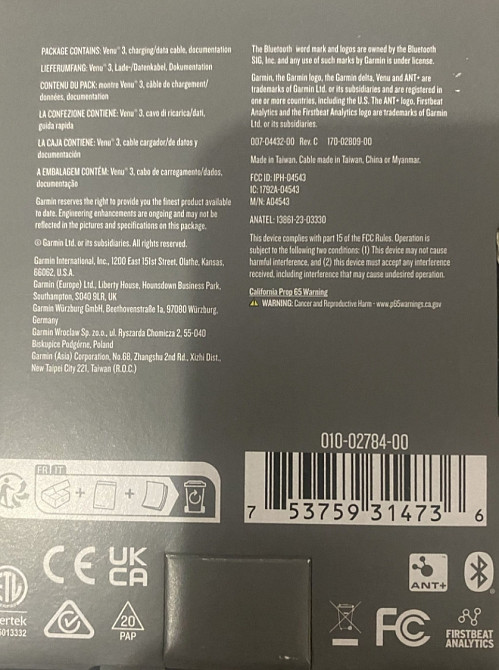 PACKAGE CONTAINS: Venu® 3, charging/data cable, documentation
LIEFERUMFANG: Venu® 3, Lade-/Datenkabel, Dokumentation
CONTENU DU PACK: montre Venu® 3, câble de chargement/
données, documentation
LA CONFEZIONE CONTIENE: Venu® 3, cavo di ricarica/dati,
guida rapida
LA CAJA CONTIENE: Venu® 3, cable cargador/de datos y
documentación
A EMBALAGEM CONTÉM: Venu® 3, cabo de carregamento/dados,
documentação
Garmin reserves the right to provide you the finest product available
to date. Engineering enhancements are ongoing and may not be
reflected in the pictures and specifications on this package.
© Garmin Ltd. or its subsidiaries. All rights reserved.
Garmin International, Inc., 1200 East 151st Street, Olathe, Kansas,
66062, U.S.A.
Garmin (Europe) Ltd., Liberty House, Hounsdown Business Park,
Southampton, SO40 9LR, UK
Garmin Würzburg GmbH, Beethovenstraße 1a, 97080 Würzburg,
Germany
Garmin Wroclaw Sp. zo.o., ul. Ryszarda Chomicza 2, 55-040
Biskupice Podgórne, Poland
Garmin (Asia) Corporation, No.68, Zhangshu 2nd Rd., Xizhi Dist.,
New Taipei City 221, Taiwan (R.O.C.)
The Bluetooth word mark and logos are owned by the Bluetooth
SIG, Inc. and any use of such marks by Garmin is under license.
Garmin, the Garmin logo, the Garmin delta, Venu and ANT+ are
trademarks of Garmin Ltd. or its subsidiaries and are registered in
one or more countries, including the U.S. The ANT+ logo, Firstbeat
Analytics and the Firstbeat Analytics logo are trademarks of Garmin
Ltd. or its subsidiaries.
007-04432-00 Rev. C 170-02809-00
Made in Taiwan. Cable made in Taiwan, China or Myanmar.
FCC ID: IPH-04543
IC: 1792A-04543
M/N: A04543
ANATEL: 13861-23-03330
This device complies with part 15 of the FCC Rules. Operation is
subject to the following two conditions: (1) This device may not cause
harmful interference, and (2) this device must accept any interference
received, including interference that may cause undesired operation.
California Prop 65 Warning
WARNING: Cancer and Reproductive Harm - www.p65warnings.ca.gov
010-02784-00
7 53759 31473 6
FR IT
CE UK
CA
ETL
ertek
5013332
20
PAP
ANT+
FC
FIRSTBEAT
ANALYTICS